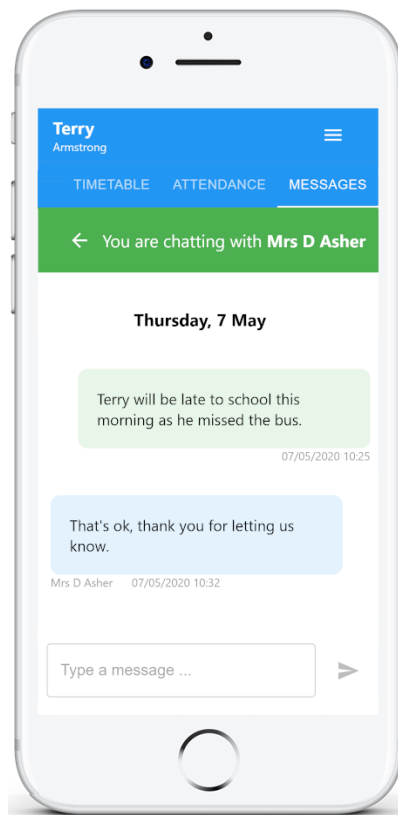 Terry
Armstrong
TIMETABLE ATTENDANCE MESSAGES
You are chatting with Mrs D Asher
Thursday, 7 May
Terry will be late to school this
morning as he missed the bus.
07/05/2020 10:25
That's ok, thank you for letting us
know.
Mrs D Asher 07/05/2020 10:32
Type a message ...